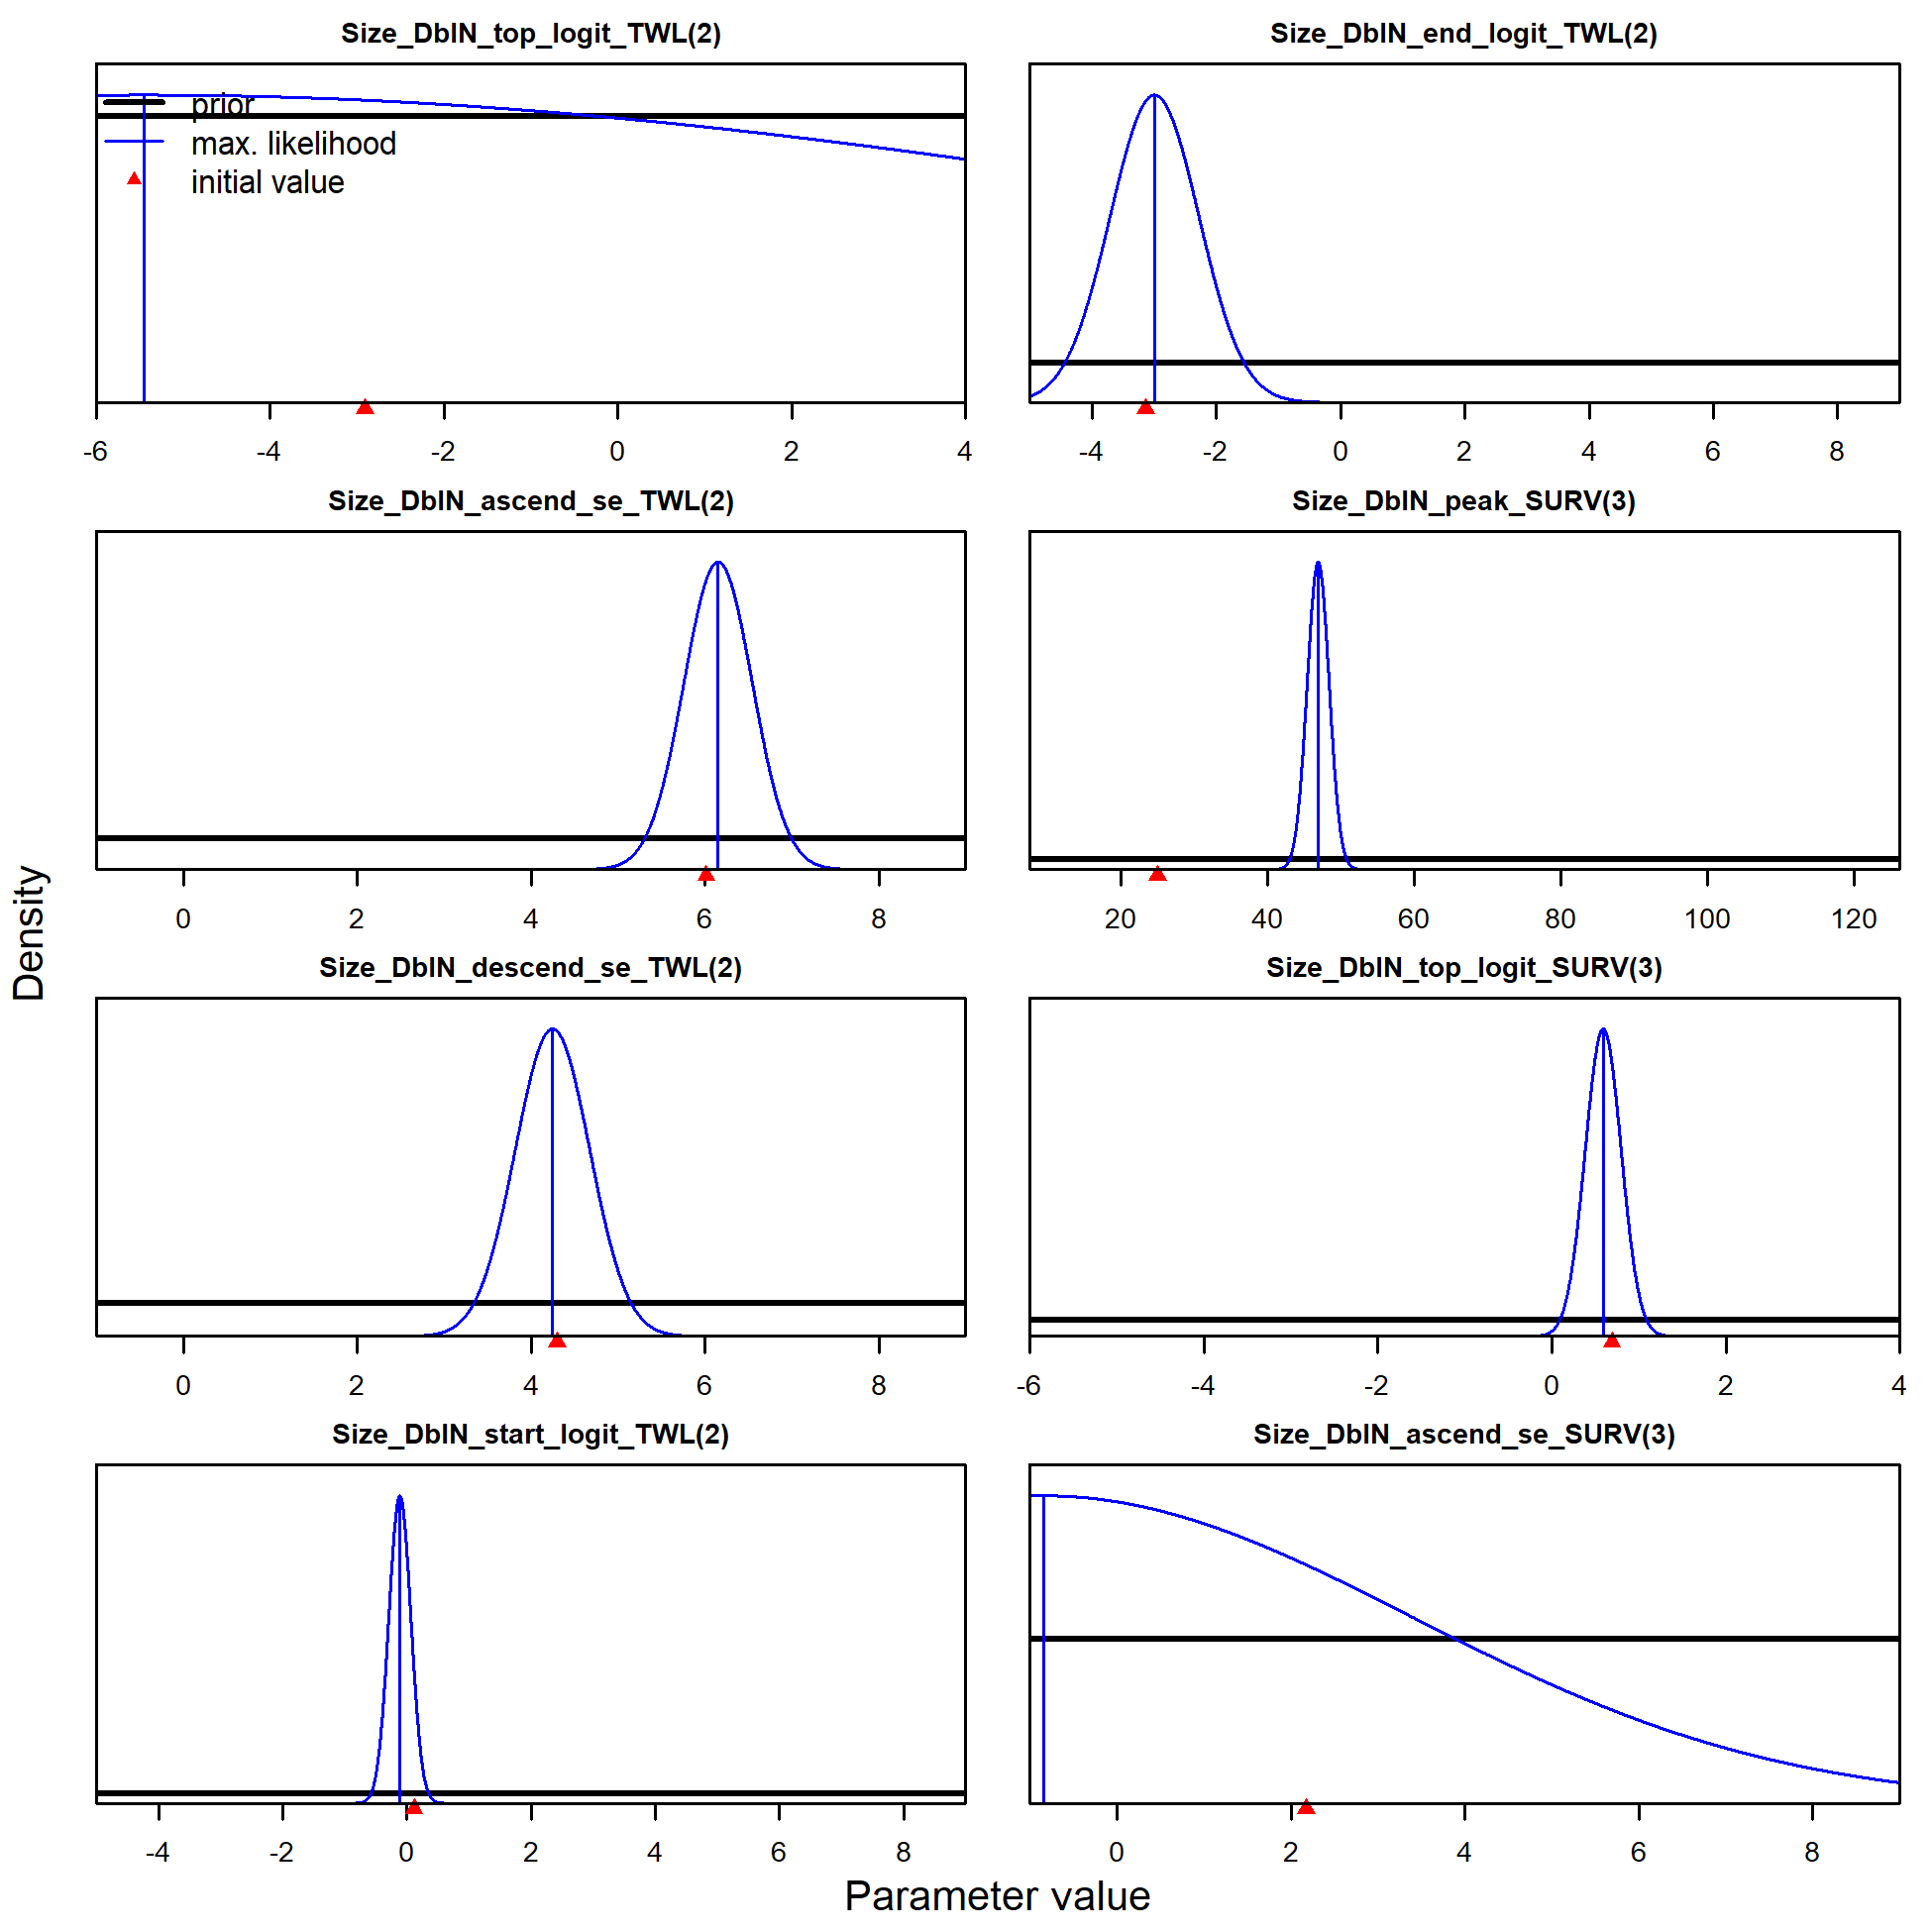 Size_DblN_top_logit_TWL(2)
prior
max. likelihood
initial value
-6 -4 -2 0 2 4
Size_DblN_end_logit_TWL(2)
-4 -2 0 2 4 6 8
Size_DblN_ascend_se_TWL(2)
0 2 4 6 8
Size_DblN_peak_SURV(3)
20 40 60 80 100 120
Size_DblN_descend_se_TWL(2)
0 2 4 6 8
Size_DblN_top_logit_SURV(3)
-6 -4 -2 0 2 4
Size_DblN_start_logit_TWL(2)
-4 -2 0 2 4 6 8
Size_DblN_ascend_se_SURV(3)
0 2 4 6 8
Density
Parameter value